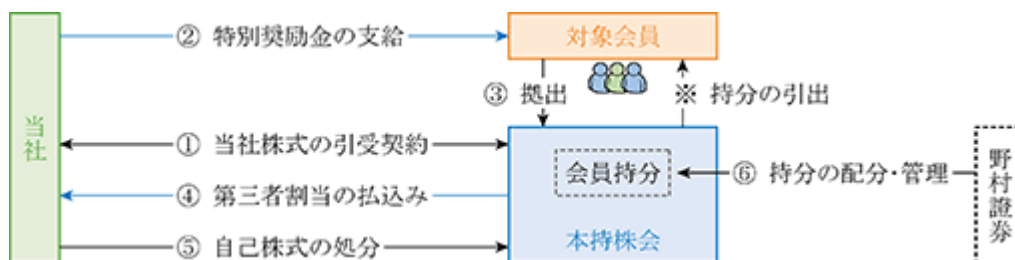 ② 特別奨励金の支給
対象会員
③ 拠出
※ 持分の引出
当社
① 当社株式の引受契約
会員持分
⑥ 持分の配分・管理
野村證券
④ 第三者割当の払込み
⑤ 自己株式の処分
本持株会